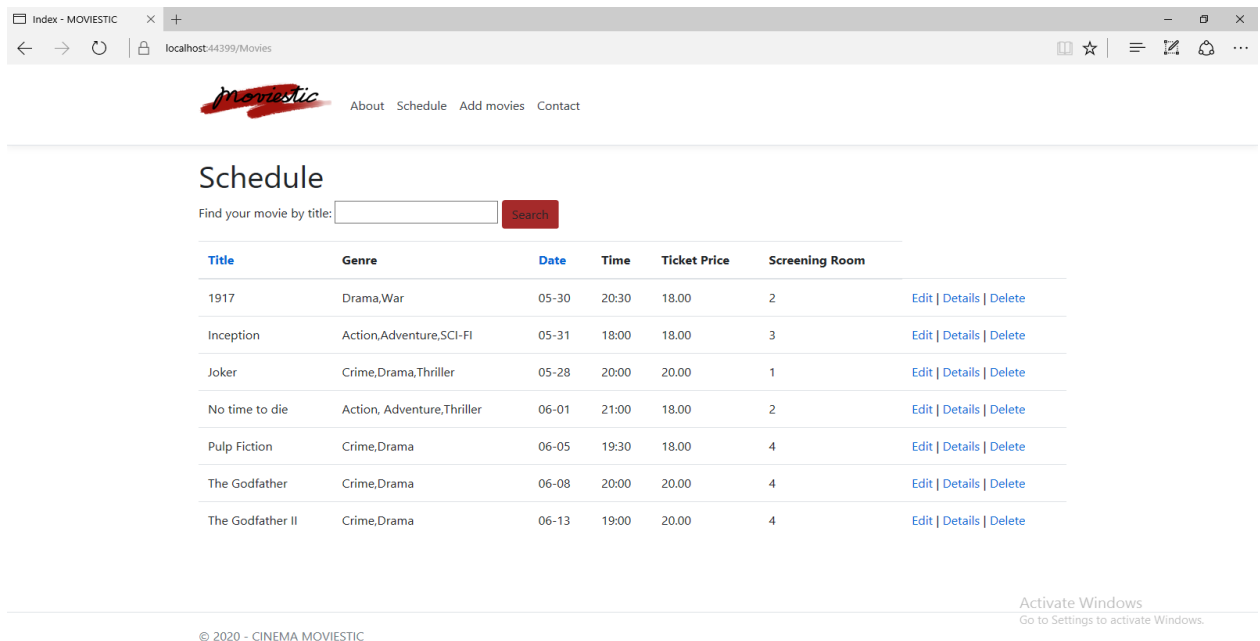 Index - MOVIESTIC
localhost:44399/Movies
moviestic
About Schedule Add movies Contact
Schedule
Find your movie by title: Search
Title Genre Date Time Ticket Price Screening Room
1917 Drama,War 05-30 20:30 18.00 2 Edit | Details | Delete
Inception Action,Adventure,SCI-FI 05-31 18:00 18.00 3 Edit | Details | Delete
Joker Crime,Drama,Thriller 05-28 20:00 20.00 1 Edit | Details | Delete
No time to die Action, Adventure,Thriller 06-01 21:00 18.00 2 Edit | Details | Delete
Pulp Fiction Crime,Drama 06-05 19:30 18.00 4 Edit | Details | Delete
The Godfather Crime,Drama 06-08 20:00 20.00 4 Edit | Details | Delete
The Godfather II Crime,Drama 06-13 19:00 20.00 4 Edit | Details | Delete
Activate Windows
Go to Settings to activate Windows.
© 2020 - CINEMA MOVIESTIC